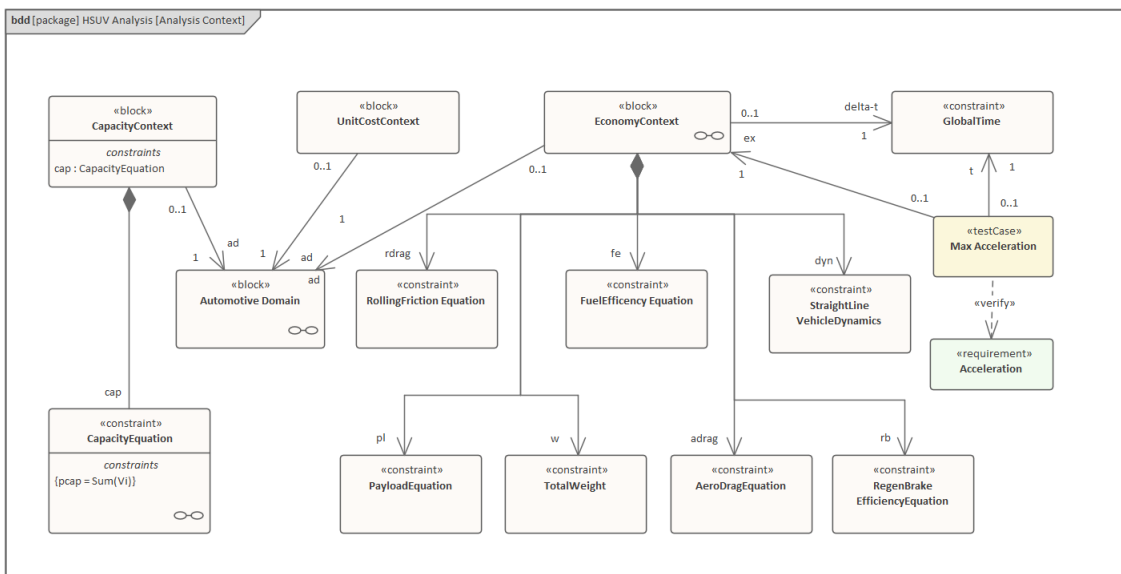 bdd [package] HSUV Analysis [Analysis Context]
«block»
CapacityContext
constraints
cap : CapacityEquation
«block»
UnitCostContext
«block»
EconomyContext
«constraint»
GlobalTime
0..1
delta-t
1
ex
1
0..1
t
1
0..1
«testCase»
Max Acceleration
«verify»
«requirement»
Acceleration
0..1
ad
1
0..1
1
1
ad
0..1
ad
«block»
Automotive Domain
rdrag
«constraint»
RollingFriction Equation
fe
«constraint»
FuelEfficency Equation
dyn
«constraint»
StraightLine
VehicleDynamics
cap
«constraint»
CapacityEquation
constraints
{pcap = Sum(Vi)}
pl
«constraint»
PayloadEquation
w
«constraint»
TotalWeight
adrag
«constraint»
AeroDragEquation
rb
«constraint»
RegenBrake
EfficiencyEquation